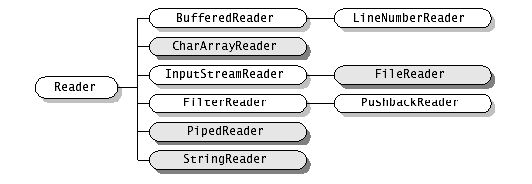 BufferedReader LineNumberReader
CharArrayReader
InputStreamReader FileReader
Reader
FilterReader PushbackReader
PipedReader
StringReader